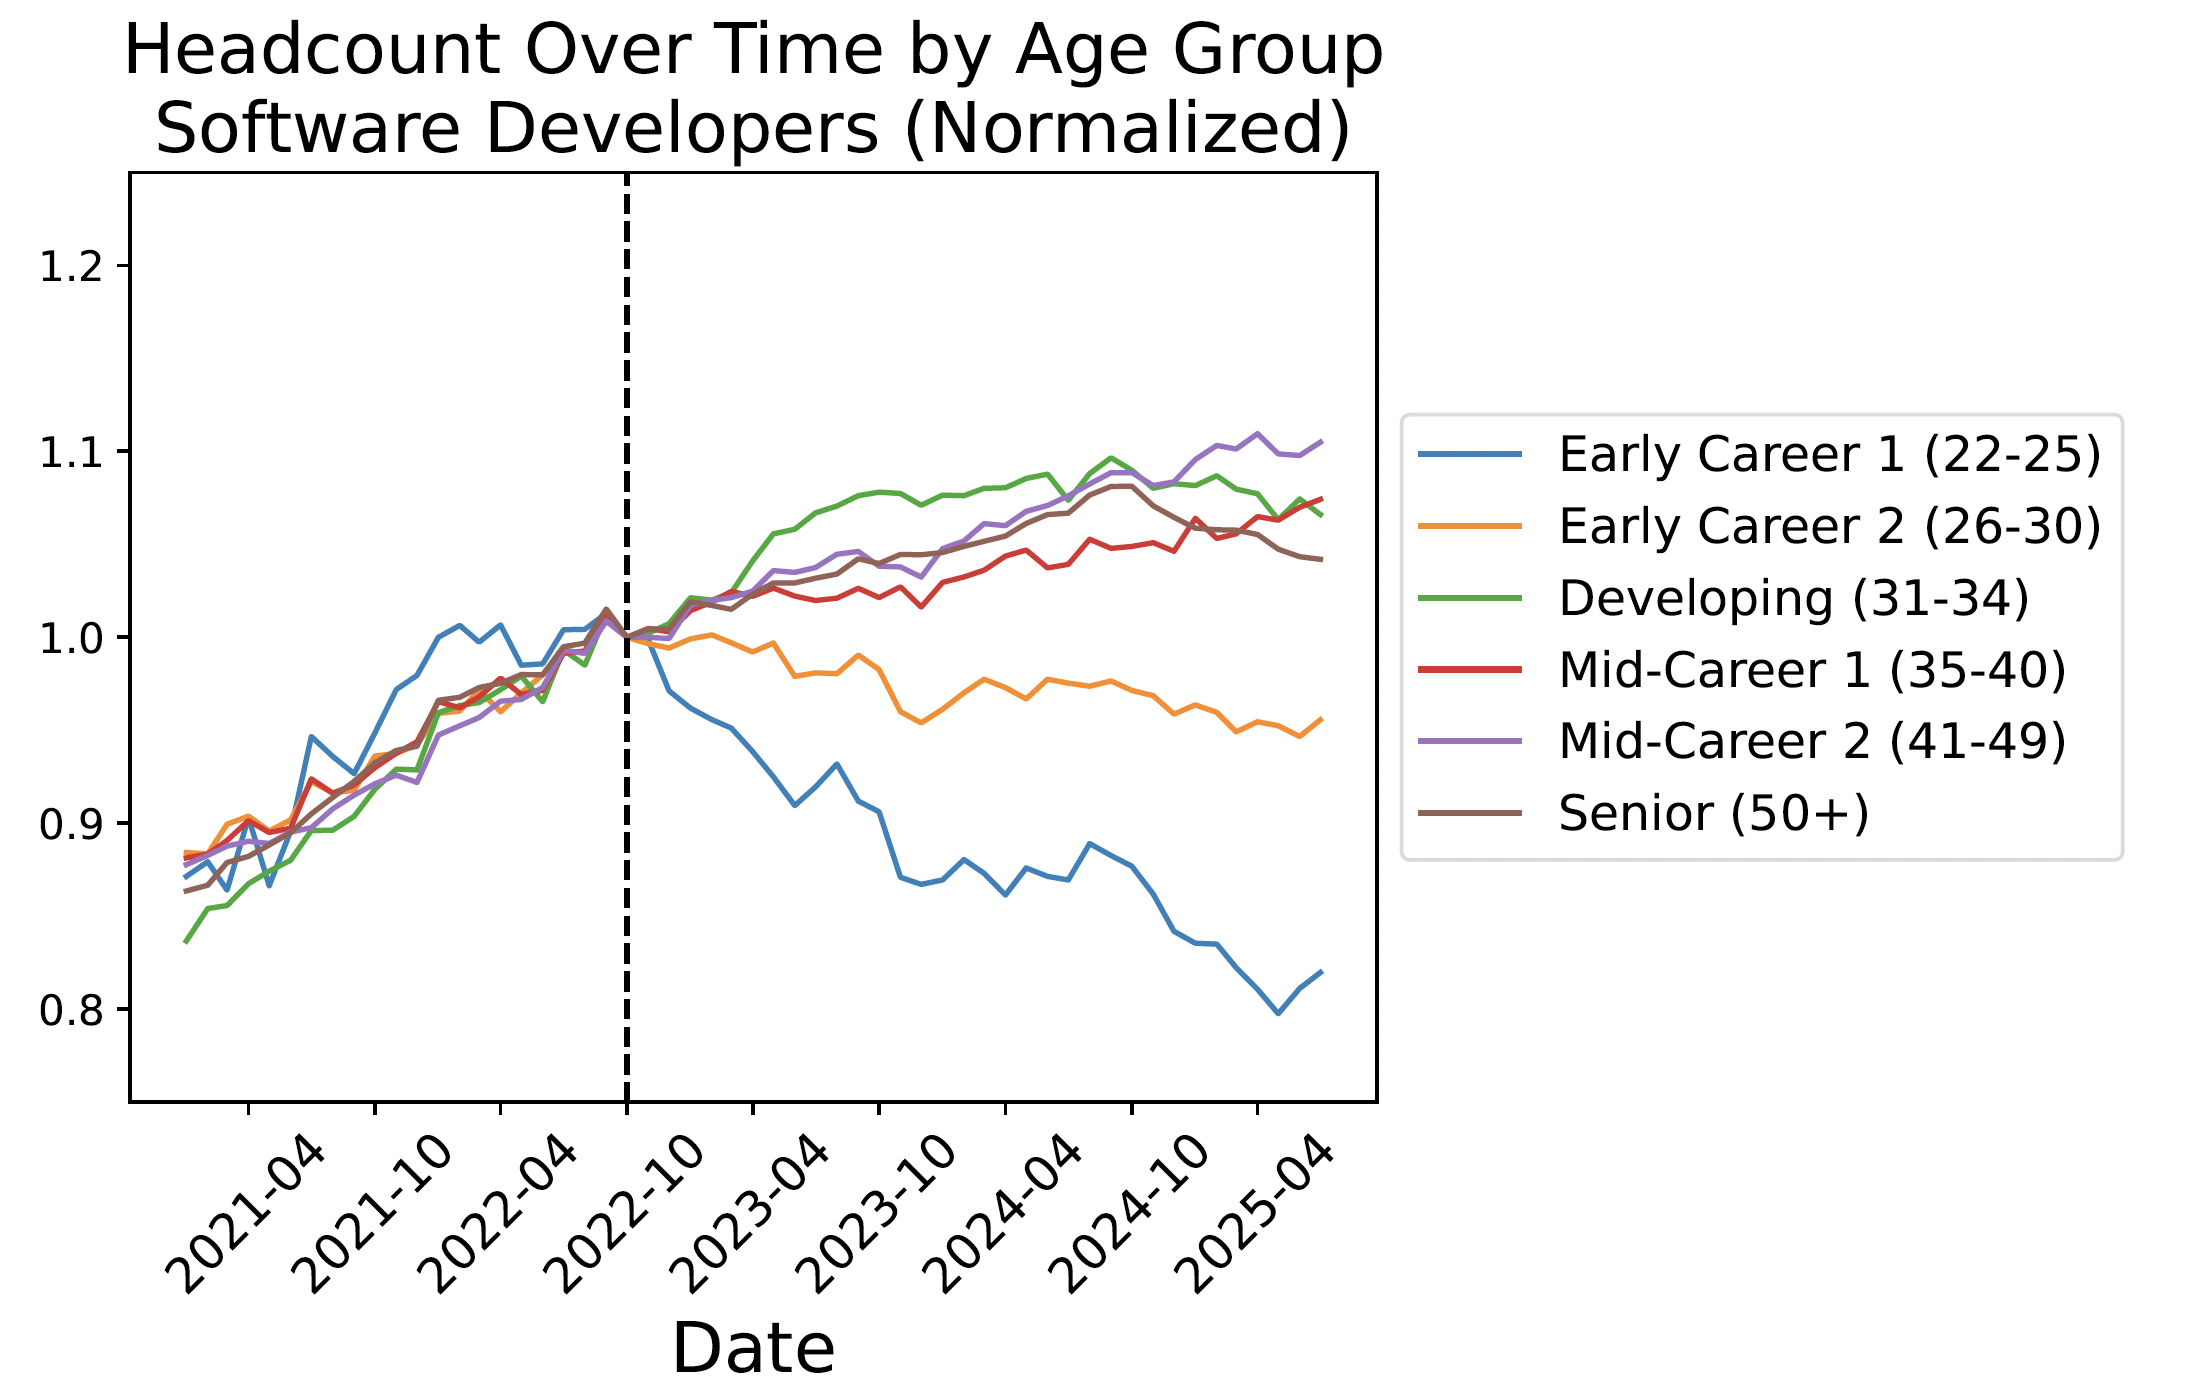 Headcount Over Time by Age Group
Software Developers (Normalized)
1.2
1.1
1.0
0.9
0.8
2021-04
2021-10
2022-04
2022-10
2023-04
2023-10
2024-04
2024-10
2025-04
Date
Early Career 1 (22-25)
Early Career 2 (26-30)
Developing (31-34)
Mid-Career 1 (35-40)
Mid-Career 2 (41-49)
Senior (50+)